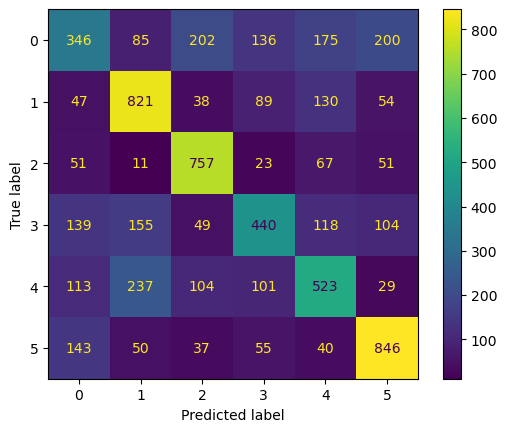 0 346 85 202 136 175 200
1 47 821 38 89 130 54
2 51 11 757 23 67 51
3 139 155 49 440 118 104
4 113 237 104 101 523 29
5 143 50 37 55 40 846
0 1 2 3 4 5
Predicted label
True label
800
700
600
500
400
300
200
100